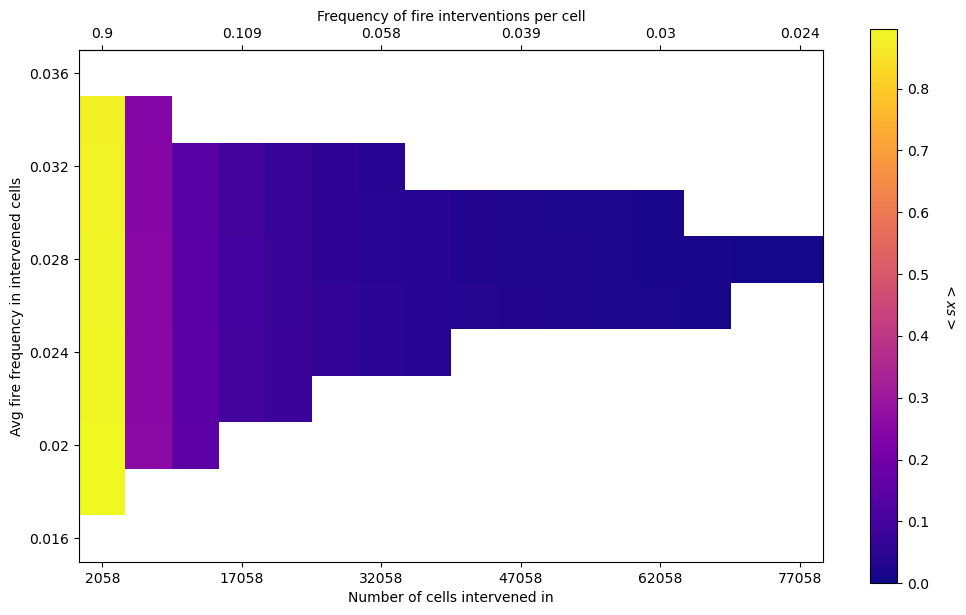 Frequency of fire interventions per cell
0.9 0.109 0.058 0.039 0.03 0.024
Avg fire frequency in intervened cells
0.036
0.032
0.028
0.024
0.02
0.016
2058 17058 32058 47058 62058 77058
Number of cells intervened in
0.8
0.7
0.6
0.5
0.4
0.3
0.2
0.1
0.0
< sx >